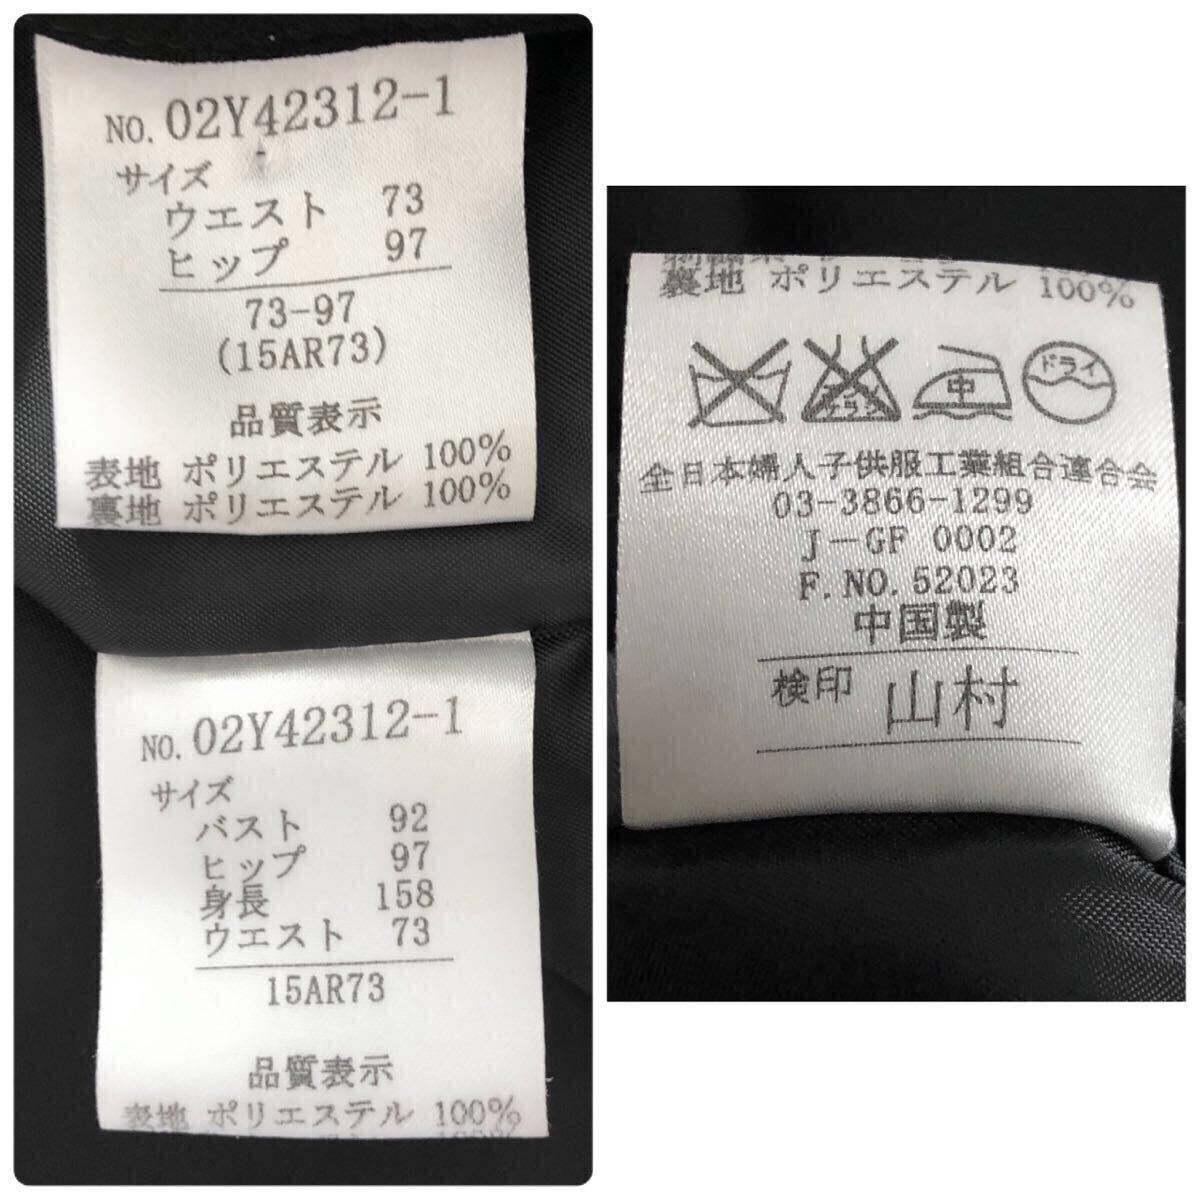 NO. 02Y42312-1
サイズ
ウエスト 73
ヒップ 97
73-97
(15AR73)
品質表示
表地 ポリエステル 100%
裏地 ポリエステル 100%
NO. 02Y42312-1
サイズ
バスト 92
ヒップ 97
身長 158
ウエスト 73
15AR73
品質表示
表地 ポリエステル 100%
裏地 ポリエステル 100%
エンソ
サラシ
中
ドライ
全日本婦人子供服工業組合連合会
03-3866-1299
J-GF 0002
F.NO.52023
中国製
検印 山村